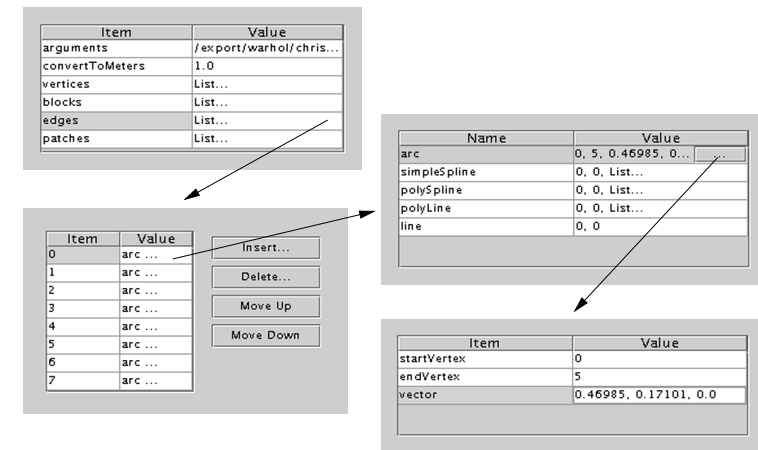 Item Value
arguments /export/warhol/chris...
convertToMeters 1.0
vertices List...
blocks List...
edges List...
patches List...
Item Value
0 arc ...
1 arc ...
2 arc ...
3 arc ...
4 arc ...
5 arc ...
6 arc ...
7 arc ...
Insert...
Delete...
Move Up
Move Down
Name Value
arc 0, 5, 0.46985, 0... ...
simpleSpline 0, 0, List...
polySpline 0, 0, List...
polyLine 0, 0, List...
line 0, 0
Item Value
startVertex 0
endVertex 5
vector 0.46985, 0.17101, 0.0